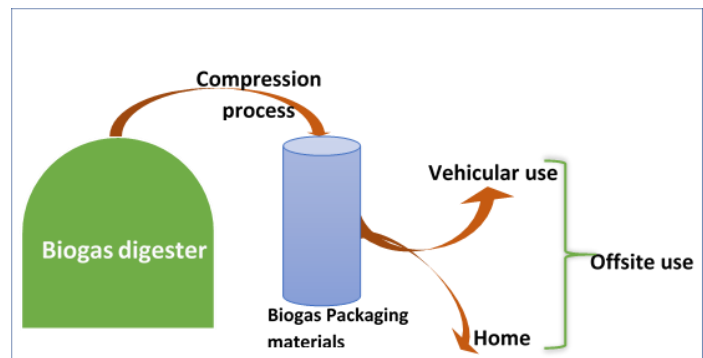 Compression
process
Biogas digester
Vehicular use
Offsite use
Biogas Packaging
materials
Home